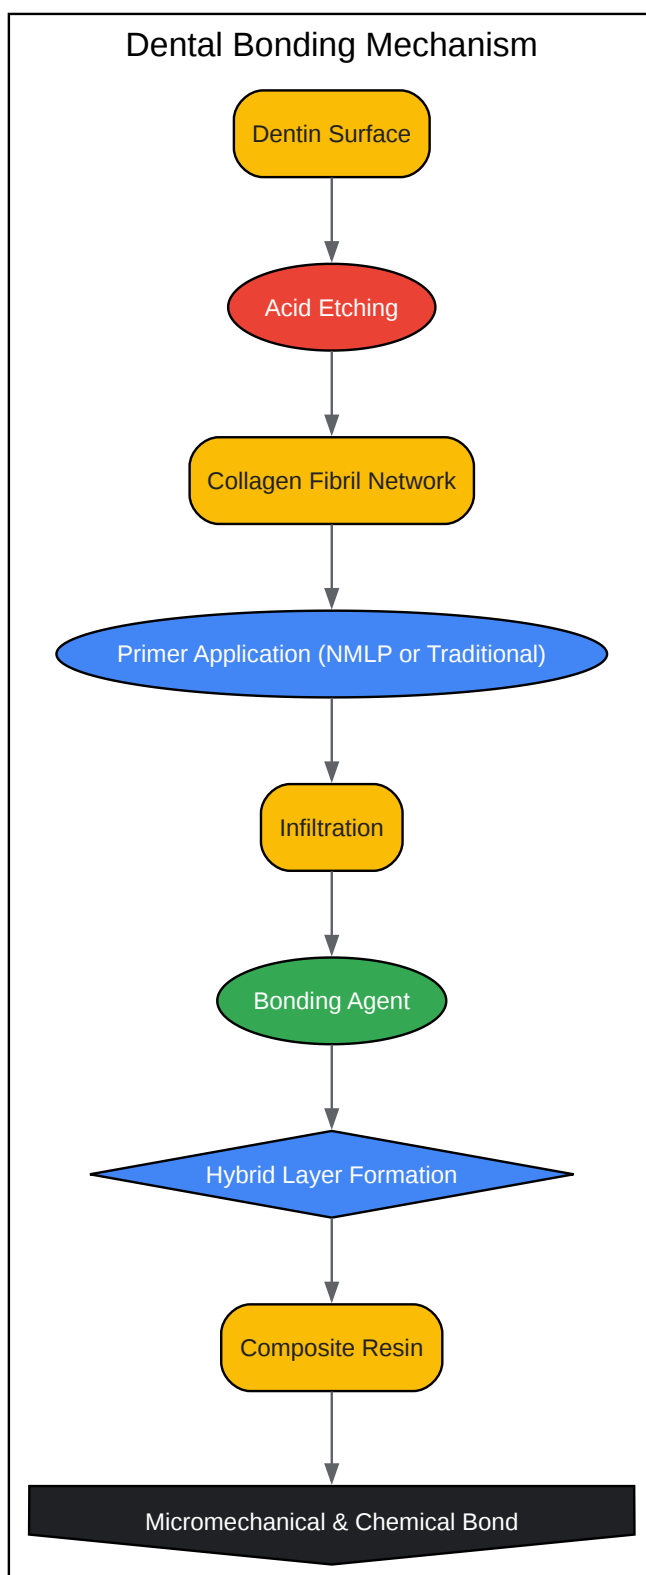 Dental Bonding Mechanism
Dentin Surface
Acid Etching
Collagen Fibril Network
Primer Application (NMLP or Traditional)
Infiltration
Bonding Agent
Hybrid Layer Formation
Composite Resin
Micromechanical & Chemical Bond